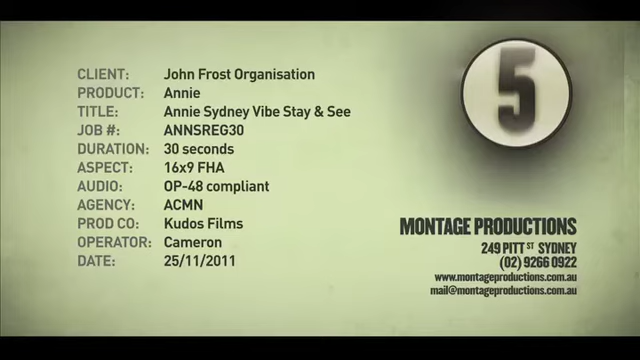 CLIENT: John Frost Organisation
PRODUCT: Annie
TITLE: Annie Sydney Vibe Stay & See
JOB #: ANNSREG30
DURATION: 30 seconds
ASPECT: 16x9 FHA
AUDIO: OP-48 compliant
AGENCY: ACMN
PROD CO: Kudos Films
OPERATOR: Cameron
DATE: 25/11/2011
5
MONTAGE PRODUCTIONS
249 PITT ST SYDNEY
(02) 9266 0922
www.montageproductions.com.au
mail@montageproductions.com.au